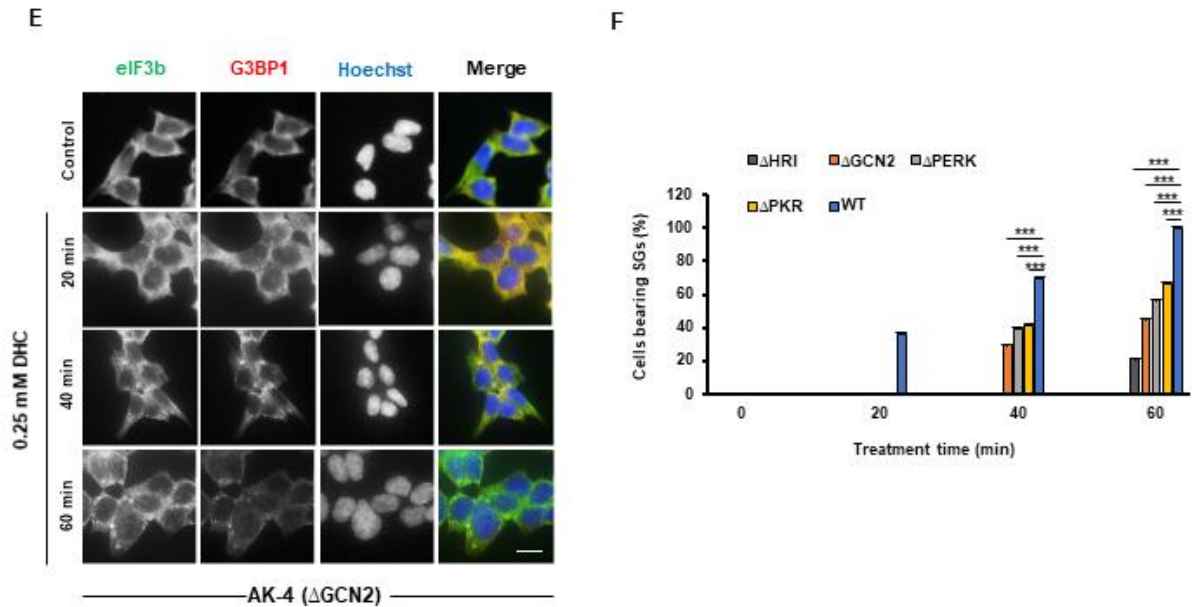 E
eIF3b G3BP1 Hoechst Merge
Control
0.25 mM DHC
20 min
40 min
60 min
AK-4 (ΔGCN2)
F
ΔHRI ΔGCN2 ΔPERK
ΔPKR WT
Cells bearing SGs (%)
120
100
80
60
40
20
0
*** ***
*** ***
*** ***
***
0 20 40 60
Treatment time (min)